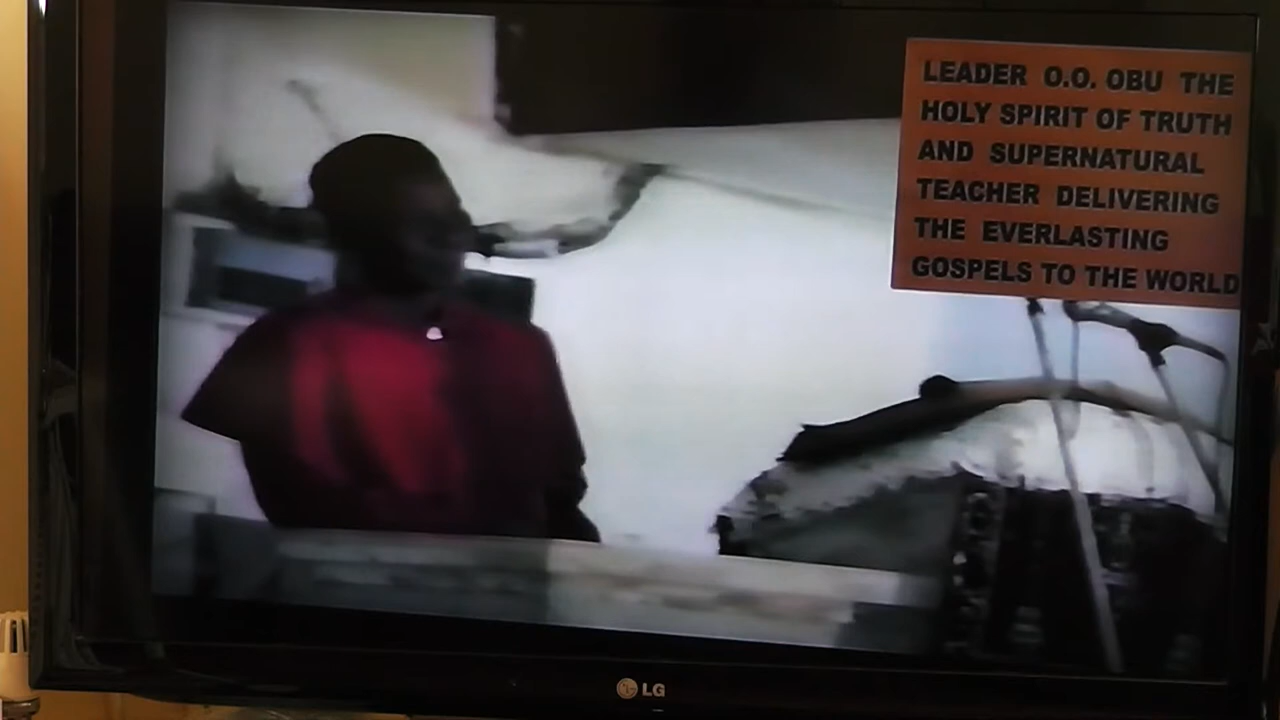 LEADER O.O. OBU THE
HOLY SPIRIT OF TRUTH
AND SUPERNATURAL
TEACHER DELIVERING
THE EVERLASTING
GOSPELS TO THE WORLD
LG